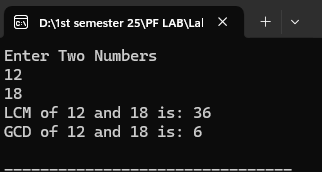 D:\1st semester 25\PF LAB\Lal
Enter Two Numbers
12
18
LCM of 12 and 18 is: 36
GCD of 12 and 18 is: 6
--------------------------------